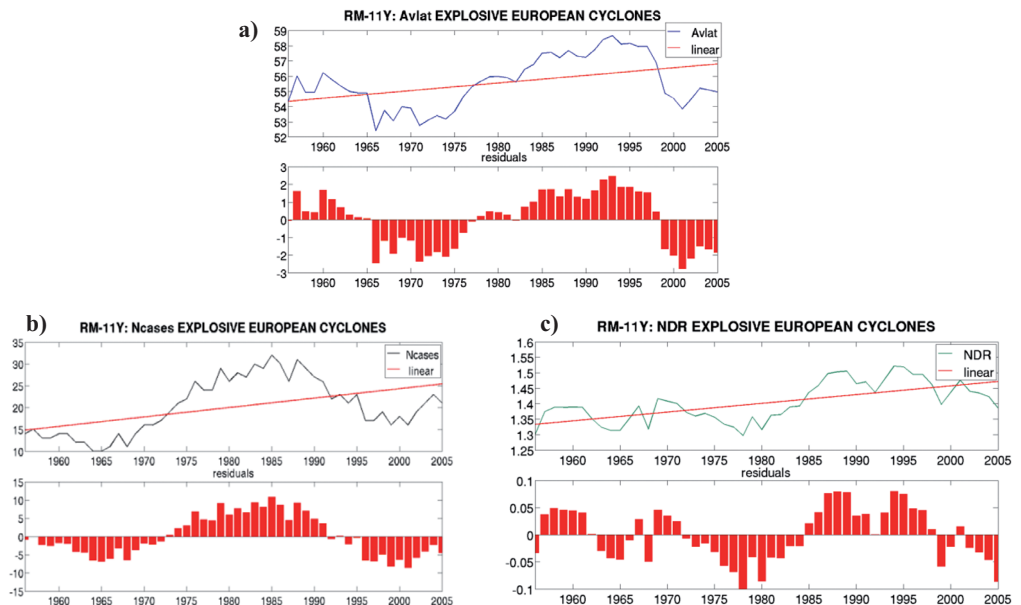 a)
RM-11Y: Avlat EXPLOSIVE EUROPEAN CYCLONES
Avlat
linear
59
58
57
56
55
54
53
52
1960 1965 1970 1975 1980 1985 1990 1995 2000 2005
residuals
3
2
1
0
-1
-2
-3
1960 1965 1970 1975 1980 1985 1990 1995 2000 2005
b)
RM-11Y: Ncases EXPLOSIVE EUROPEAN CYCLONES
Ncases
linear
35
30
25
20
15
10
1960 1965 1970 1975 1980 1985 1990 1995 2000 2005
residuals
15
10
5
0
-5
-10
-15
1960 1965 1970 1975 1980 1985 1990 1995 2000 2005
c)
RM-11Y: NDR EXPLOSIVE EUROPEAN CYCLONES
NDR
linear
1.6
1.55
1.5
1.45
1.4
1.35
1.3
1.25
1960 1965 1970 1975 1980 1985 1990 1995 2000 2005
residuals
0.1
0.05
0
-0.05
-0.1
1960 1965 1970 1975 1980 1985 1990 1995 2000 2005